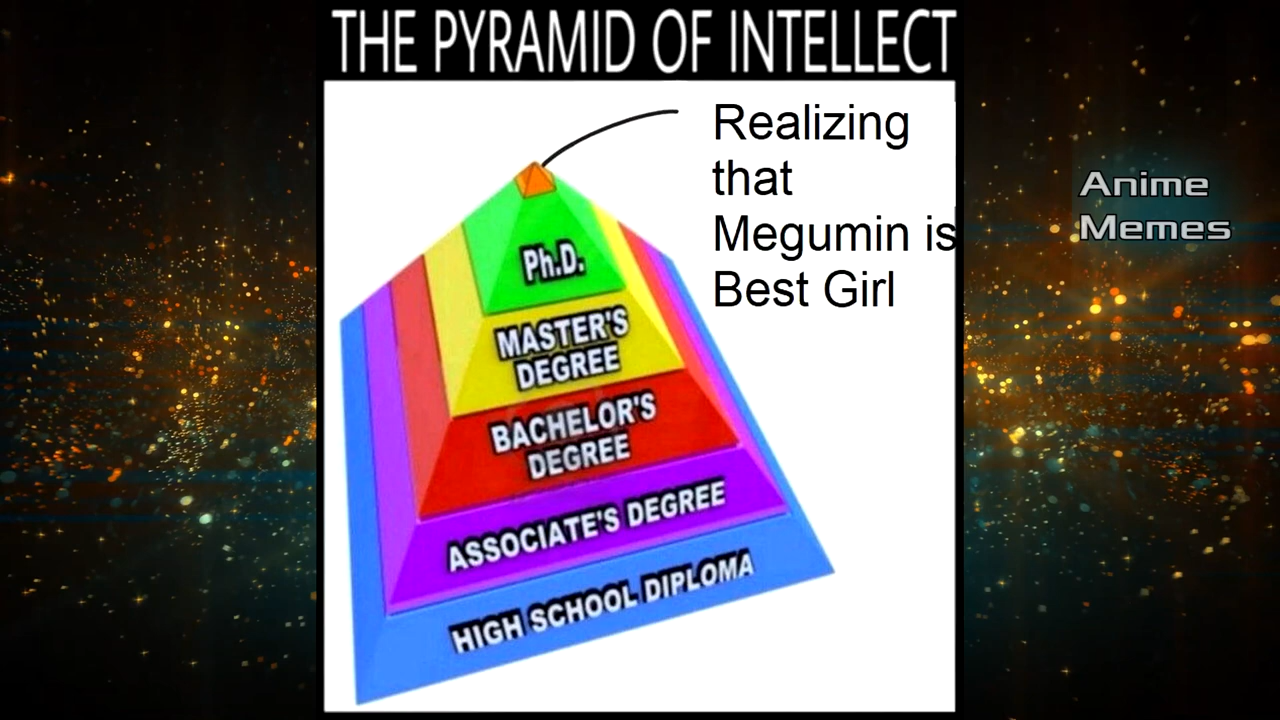 THE PYRAMID OF INTELLECT
Realizing
that
Megumin is
Best Girl
Anime
Memes
Ph.D.
MASTER'S
DEGREE
BACHELOR'S
DEGREE
ASSOCIATE'S DEGREE
HIGH SCHOOL DIPLOMA